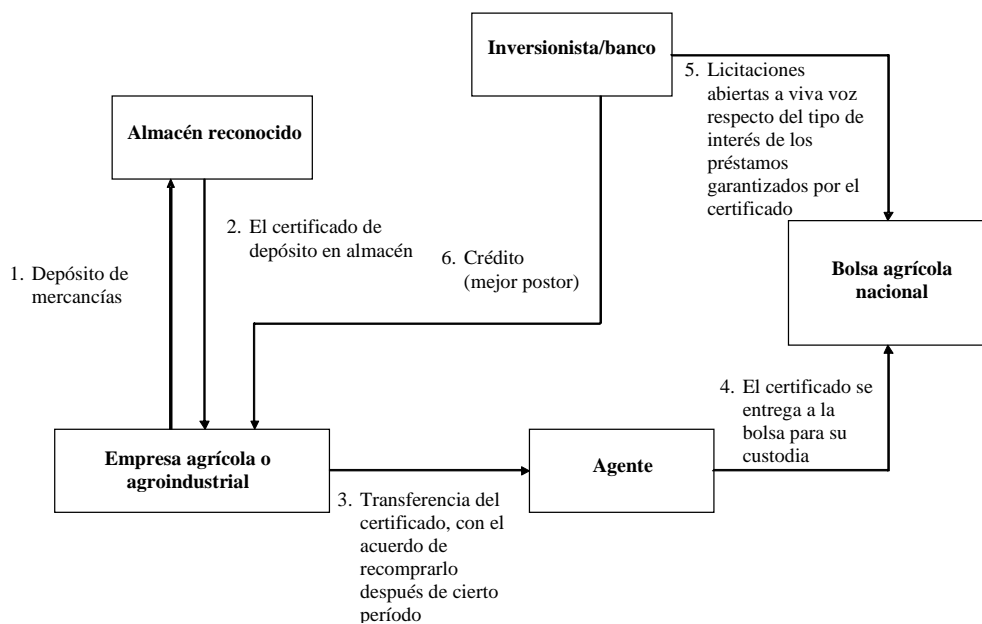 Inversionista/banco
5. Licitaciones
abiertas a viva voz
respecto del tipo de
interés de los
préstamos
garantizados por el
certificado
Almacén reconocido
2. El certificado de
depósito en almacén
6. Crédito
(mejor postor)
1. Depósito de
mercancías
Bolsa agrícola
nacional
4. El certificado se
entrega a la
bolsa para su
custodia
Empresa agrícola o
agroindustrial
Agente
3. Transferencia del
certificado, con el
acuerdo de
recomprarlo
después de cierto
período